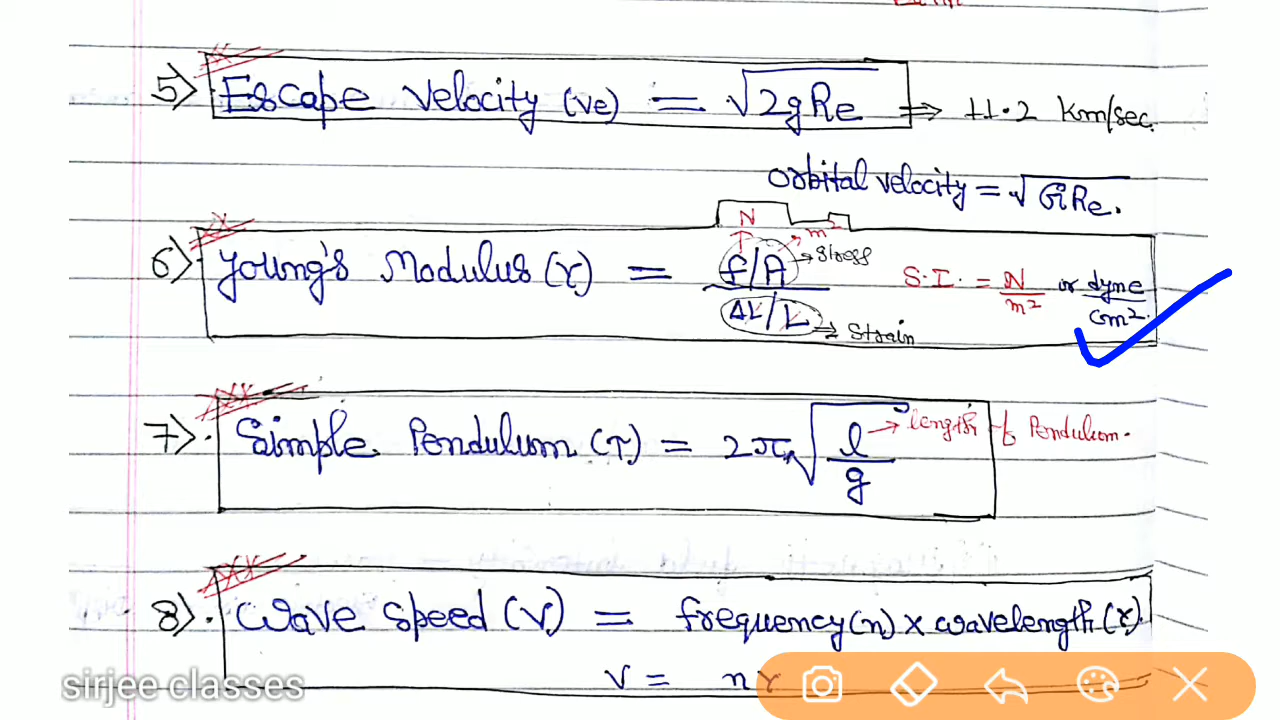 5) Escape Velocity (ve) = √2gRe ⇒ 11.2 Km/sec.
orbital velocity = √GRe.
N m²
6) Young's Modulus (Y) = f/A → Stress S.I. = N/m² or dyne/cm².
ΔL/L → Strain
7) Simple Pendulum (T) = 2π√l/g → length of Pendulum.
8) Wave Speed (V) = frequency (n) x wavelength (r).
V = nr
sirjee classes